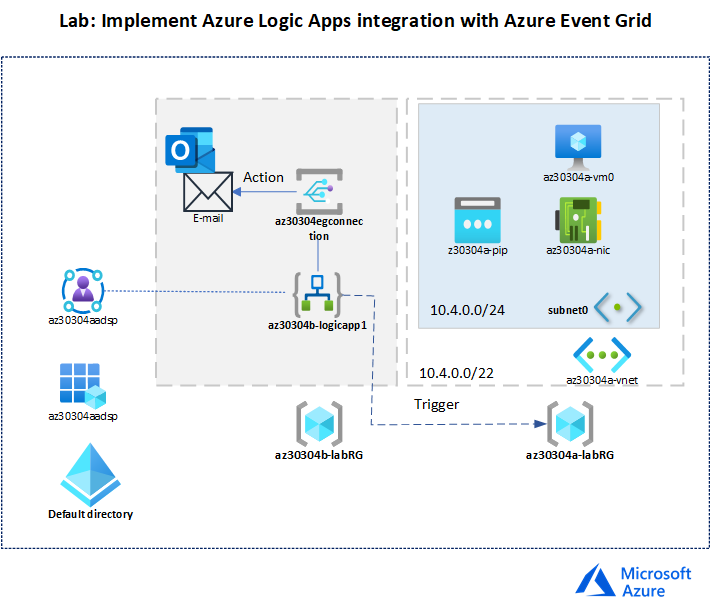 Lab: Implement Azure Logic Apps integration with Azure Event Grid
Action
E-mail
az30304egconnec
tion
az30304b-logicapp1
az30304aadsp
az30304aadsp
Default directory
az30304b-labRG
Trigger
az30304a-labRG
az30304a-vm0
z30304a-pip
az30304a-nic
10.4.0.0/24
subnet0
10.4.0.0/22
az30304a-vnet
Microsoft
Azure